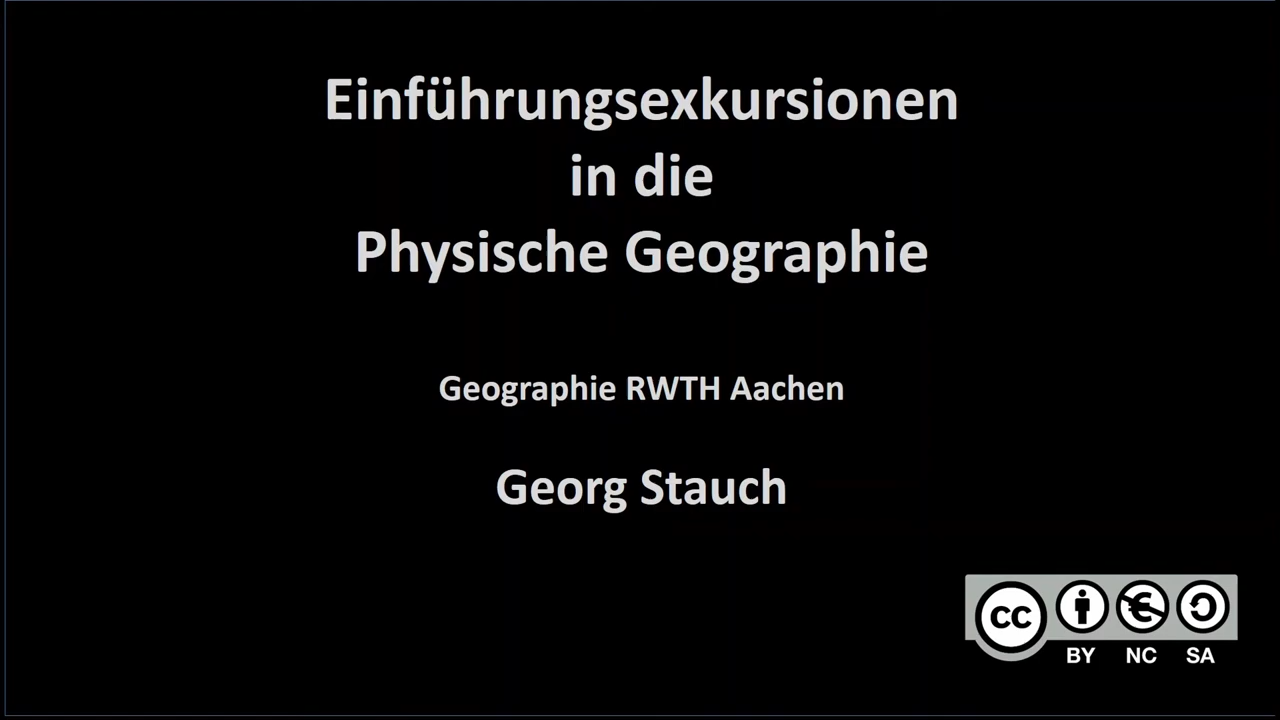 Einführungsexkursionen
in die
Physische Geographie
Geographie RWTH Aachen
Georg Stauch
cc
BY NC SA